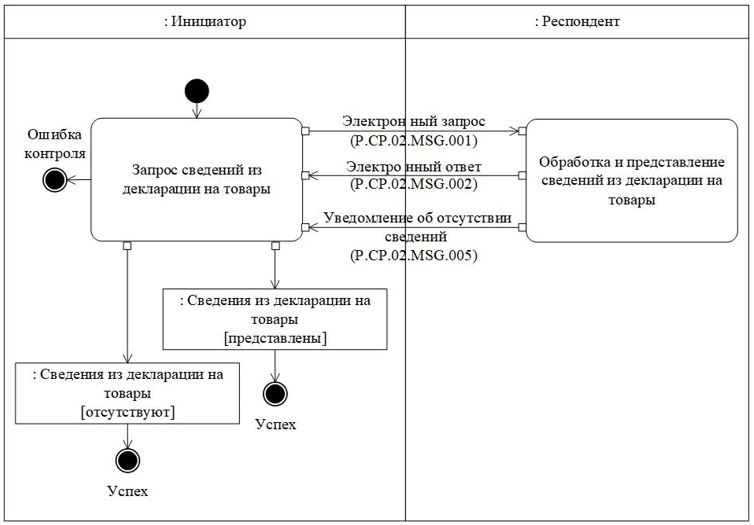 : Инициатор
: Респондент
Ошибка
контроля
Запрос сведений из
декларации на товары
Электрон ный запрос
(P.CP.02.MSG.001)
Электро нный ответ
(P.CP.02.MSG.002)
Уведомление об отсутствии
сведений
(P.CP.02.MSG.005)
Обработка и представление
сведений из декларации на
товары
: Сведения из декларации на
товары
[представлены]
Успех
: Сведения из декларации на
товары
[отсутствуют]
Успех